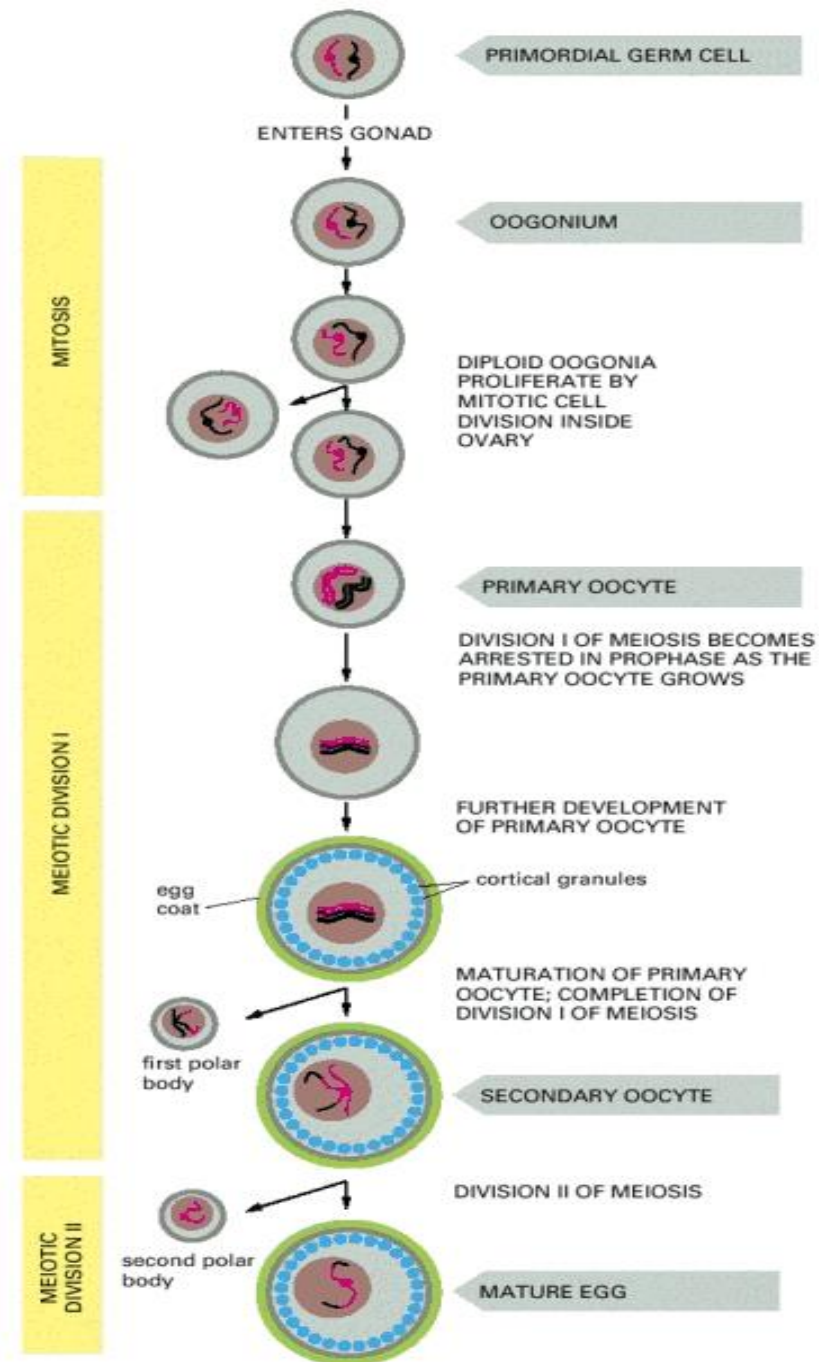 PRIMORDIAL GERM CELL
ENTERS GONAD
MITOSIS
OOGONIUM
DIPLOID OOGONIA
PROLIFERATE BY
MITOTIC CELL
DIVISION INSIDE
OVARY
MEIOTIC DIVISION I
PRIMARY OOCYTE
DIVISION I OF MEIOSIS BECOMES
ARRESTED IN PROPHASE AS THE
PRIMARY OOCYTE GROWS
FURTHER DEVELOPMENT
OF PRIMARY OOCYTE
egg
coat
cortical granules
MATURATION OF PRIMARY
OOCYTE; COMPLETION OF
DIVISION I OF MEIOSIS
first polar
body
SECONDARY OOCYTE
MEIOTIC
DIVISION II
DIVISION II OF MEIOSIS
second polar
body
MATURE EGG